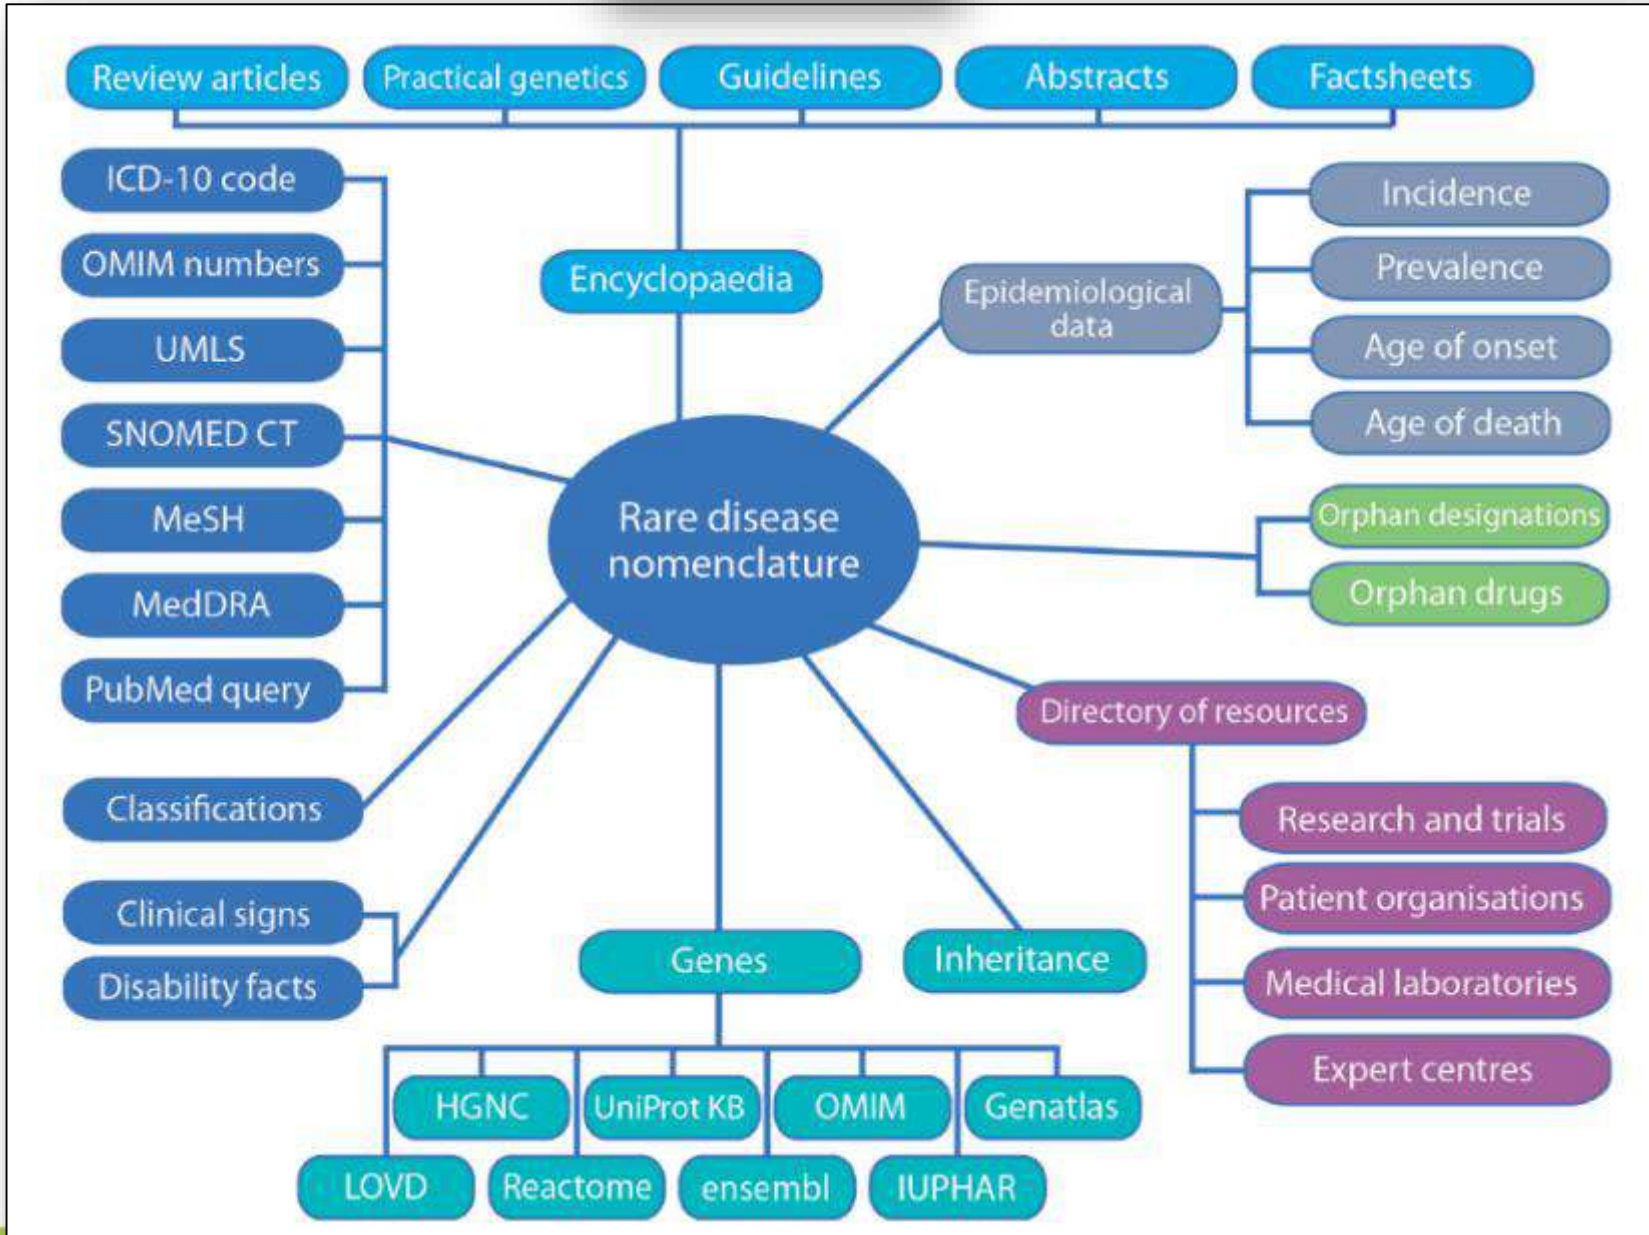 Review articles
Practical genetics
Guidelines
Abstracts
Factsheets
ICD-10 code
OMIM numbers
UMLS
SNOMED CT
MeSH
MedDRA
PubMed query
Encyclopaedia
Epidemiological
data
Incidence
Prevalence
Age of onset
Age of death
Rare disease
nomenclature
Orphan designations
Orphan drugs
Directory of resources
Research and trials
Patient organisations
Medical laboratories
Expert centres
Classifications
Clinical signs
Disability facts
Genes
Inheritance
HGNC
UniProt KB
OMIM
Genatlas
LOVD
Reactome
ensembl
IUPHAR